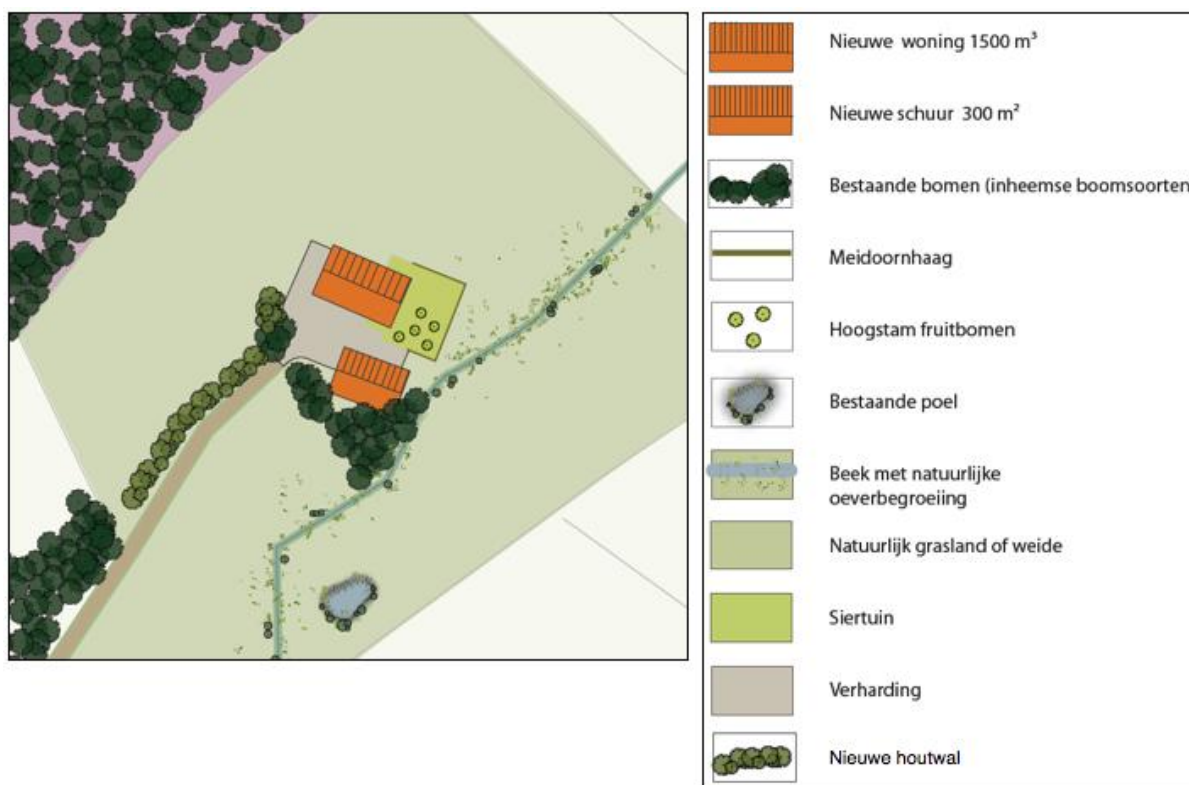 Nieuwe woning 1500 m³
Nieuwe schuur 300 m²
Bestaande bomen (inheemse boomsoorten
Meidoornhaag
Hoogstam fruitbomen
Bestaande poel
Beek met natuurlijke
oeverbegroeiing
Natuurlijk grasland of weide
Siertuin
Verharding
Nieuwe houtwal